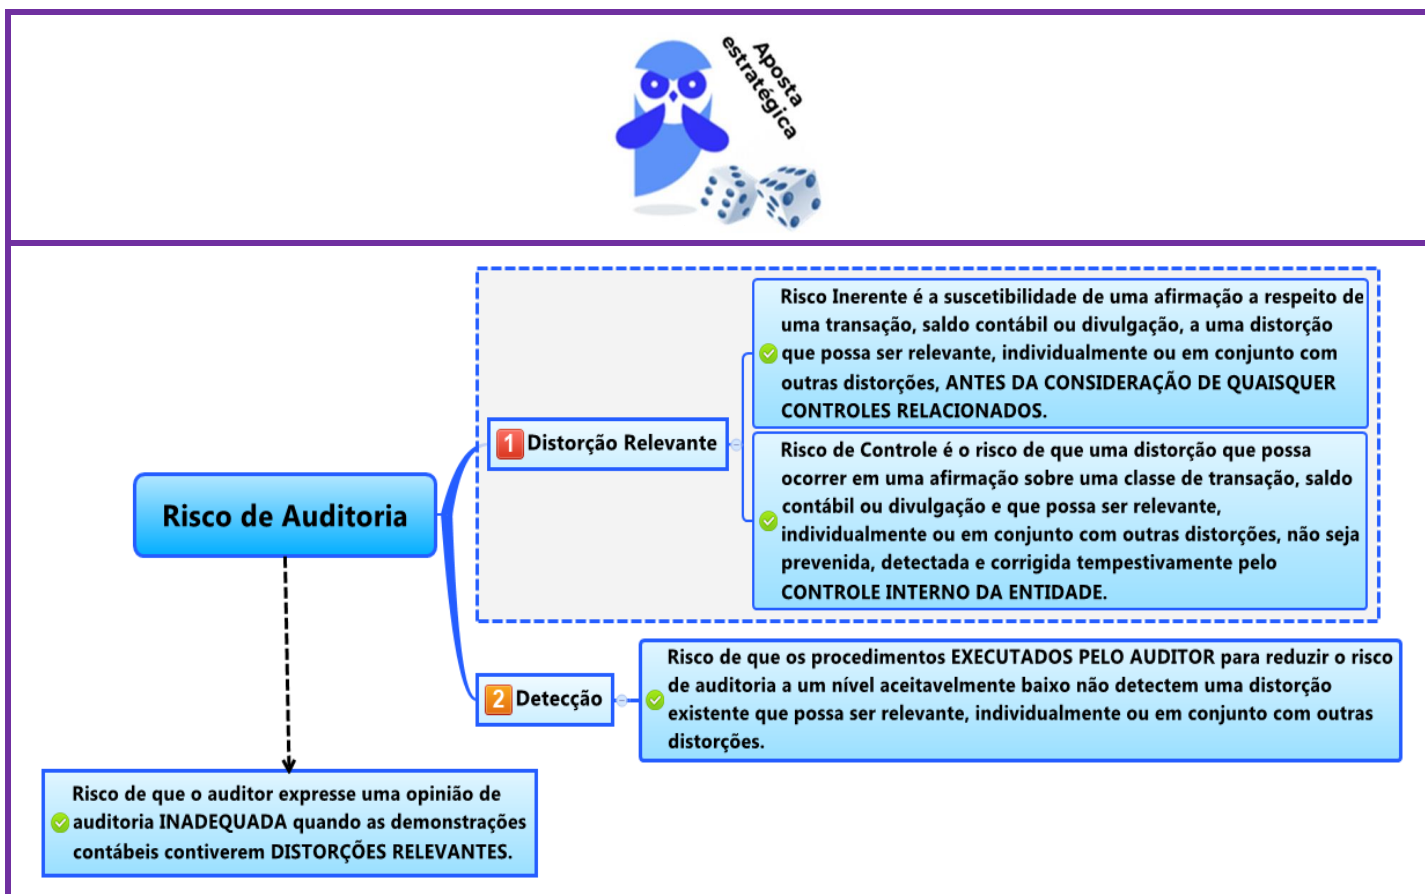 Aposta
estratégica
Risco de Auditoria
1 Distorção Relevante
Risco Inerente é a suscetibilidade de uma afirmação a respeito de
uma transação, saldo contábil ou divulgação, a uma distorção
que possa ser relevante, individualmente ou em conjunto com
outras distorções, ANTES DA CONSIDERAÇÃO DE QUAISQUER
CONTROLES RELACIONADOS.
Risco de Controle é o risco de que uma distorção que possa
ocorrer em uma afirmação sobre uma classe de transação, saldo
contábil ou divulgação e que possa ser relevante,
individualmente ou em conjunto com outras distorções, não seja
prevenida, detectada e corrigida tempestivamente pelo
CONTROLE INTERNO DA ENTIDADE.
2 Detecção
Risco de que os procedimentos EXECUTADOS PELO AUDITOR para reduzir o risco
de auditoria a um nível aceitavelmente baixo não detectem uma distorção
existente que possa ser relevante, individualmente ou em conjunto com outras
distorções.
Risco de que o auditor expresse uma opinião de
auditoria INADEQUADA quando as demonstrações
contábeis contiverem DISTORÇÕES RELEVANTES.